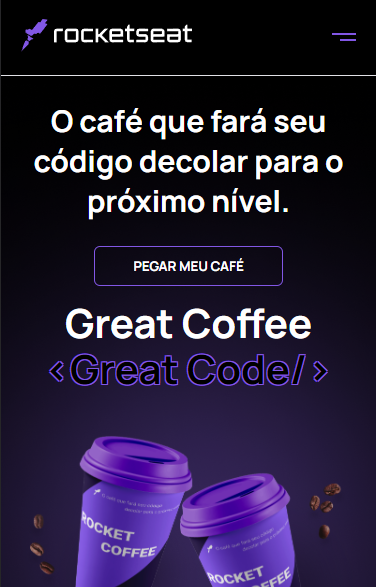 rocketseat
O café que fará seu
código decolar para o
próximo nível.
PEGAR MEU CAFÉ
Great Coffee
<Great Code/>
ROCKET
COFFEE
ROCKET
COFFEE